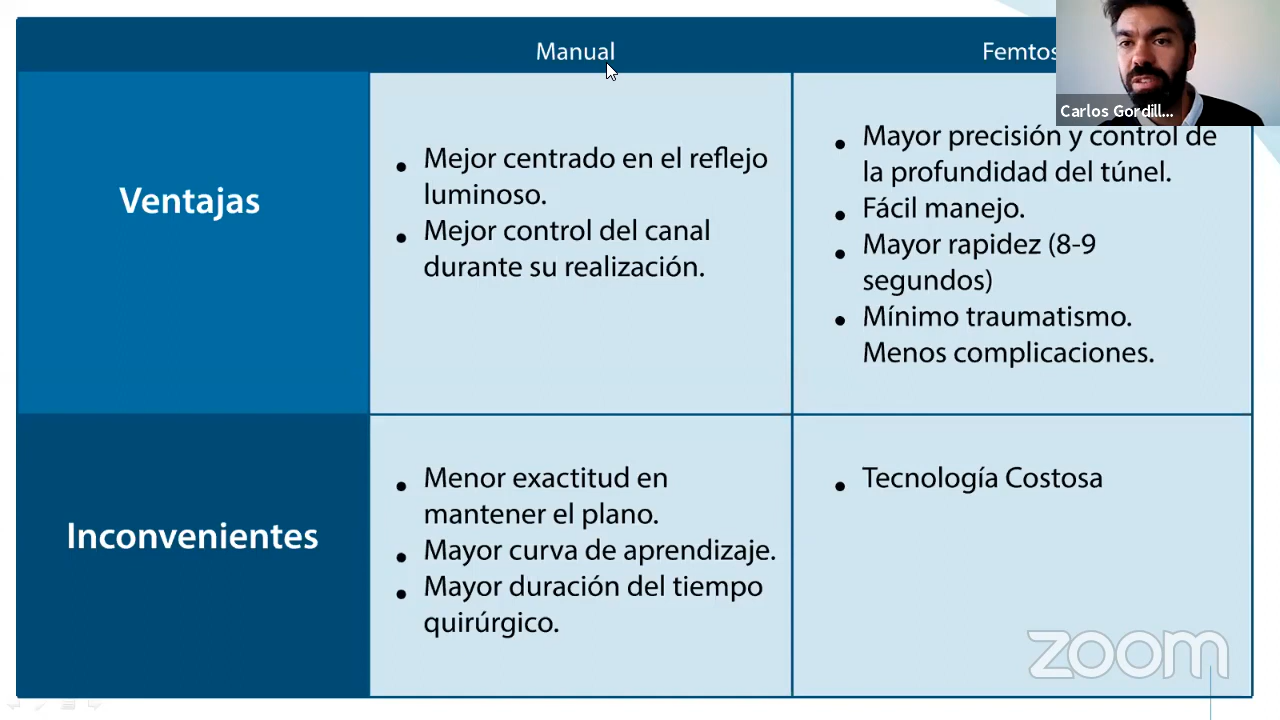 Manual
Femtos
Carlos Gordill...
Ventajas
Mejor centrado en el reflejo
luminoso.
Mejor control del canal
durante su realización.
Mayor precisión y control de
la profundidad del túnel.
Fácil manejo.
Mayor rapidez (8-9
segundos)
Mínimo traumatismo.
Menos complicaciones.
Inconvenientes
Menor exactitud en
mantener el plano.
Mayor curva de aprendizaje.
Mayor duración del tiempo
quirúrgico.
Tecnología Costosa
zoom